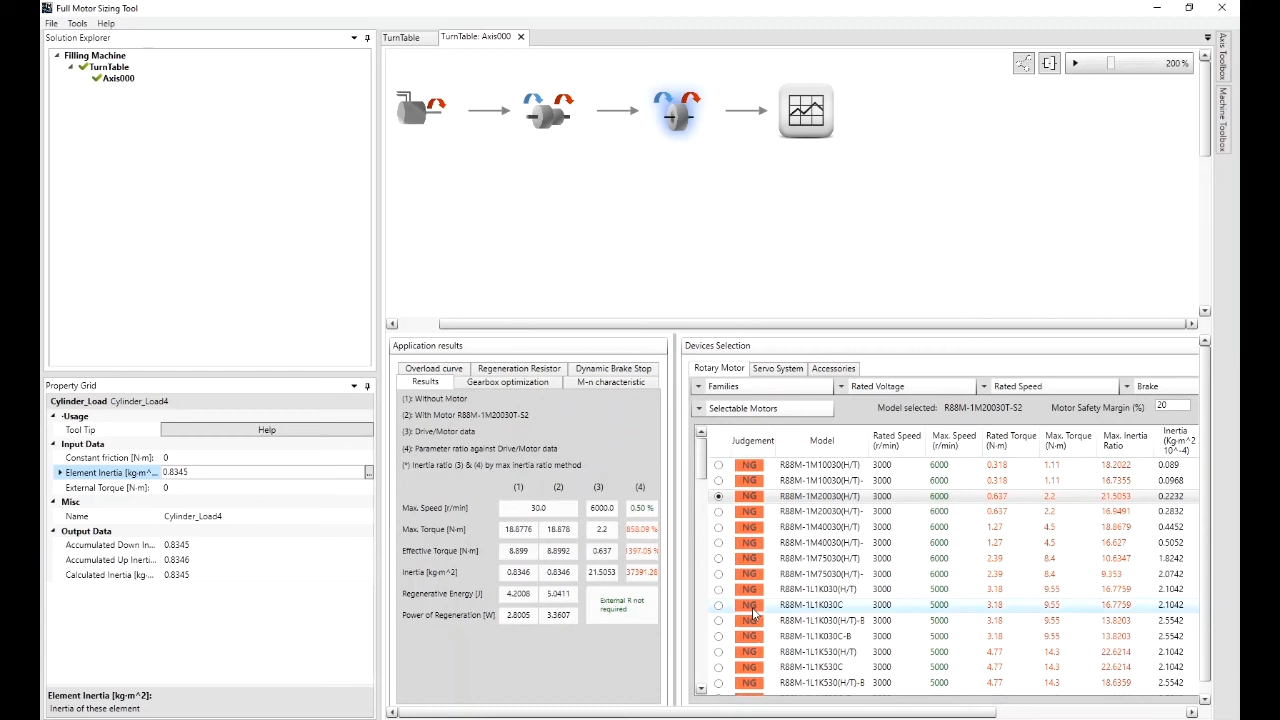 Full Motor Sizing Tool
File Tools Help
Solution Explorer
Filling Machine
TurnTable
Axis000
TurnTable
TurnTable: Axis000
200 %
Axis Toolbox
Machine Toolbox
Property Grid
Cylinder_Load Cylinder_Load4
-Usage
Tool Tip Help
Input Data
Constant friction [N·m] 0
Element Inertia [kg·m^... 0.8345 ...
External Torque [N·m] 0
Misc
Name Cylinder_Load4
Output Data
Accumulated Down In... 0.8345
Accumulated Up Inerti... 0.8346
Calculated Inertia [kg·... 0.8345
Element Inertia [kg·m^2]:
Inertia of these element
Application results
Overload curve Regeneration Resistor Dynamic Brake Stop
Results Gearbox optimization M-n characteristic
(1): Without Motor
(2): With Motor R88M-1M20030T-S2
(3): Drive/Motor data
(4): Parameter ratio against Drive/Motor data
(*) Inertia ratio (3) & (4) by max inertia ratio method
(1) (2) (3) (4)
Max. Speed [r/min] 30.0 6000.0 0.50 %
Max. Torque [N·m] 18.8776 18.878 2.2 858.09 %
Effective Torque [N·m] 8.899 8.8992 0.637 1397.05 %
Inertia [kg·m^2] 0.8346 0.8346 21.5053 37391.28
Regenerative Energy [J] 4.2008 5.0411
External R not required
Power of Regeneration [W] 2.8005 3.3607
Devices Selection
Rotary Motor Servo System Accessories
Families Rated Voltage Rated Speed Brake
Selectable Motors Model selected: R88M-1M20030T-S2 Motor Safety Margin (%) 20
Judgement Model Rated Speed (r/min) Max. Speed (r/min) Rated Torque (N·m) Max. Torque (N·m) Max. Inertia Ratio Inertia (Kg·m^2 10^-4)
NG R88M-1M10030(H/T) 3000 6000 0.318 1.11 18.2022 0.089
NG R88M-1M10030(H/T)- 3000 6000 0.318 1.11 16.7355 0.0968
NG R88M-1M20030(H/T) 3000 6000 0.637 2.2 21.5053 0.2232
NG R88M-1M20030(H/T)- 3000 6000 0.637 2.2 16.9491 0.2832
NG R88M-1M40030(H/T) 3000 6000 1.27 4.5 18.8679 0.4452
NG R88M-1M40030(H/T)- 3000 6000 1.27 4.5 16.627 0.5052
NG R88M-1M75030(H/T) 3000 6000 2.39 8.4 10.6347 1.8242
NG R88M-1M75030(H/T)- 3000 6000 2.39 8.4 9.353 2.0742
NG R88M-1L1K030(H/T) 3000 5000 3.18 9.55 16.7759 2.1042
NG R88M-1L1K030C 3000 5000 3.18 9.55 16.7759 2.1042
NG R88M-1L1K030(H/T)-B 3000 5000 3.18 9.55 13.8203 2.5542
NG R88M-1L1K030C-B 3000 5000 3.18 9.55 13.8203 2.5542
NG R88M-1L1K530(H/T) 3000 5000 4.77 14.3 22.6214 2.1042
NG R88M-1L1K530C 3000 5000 4.77 14.3 22.6214 2.1042
NG R88M-1L1K530(H/T)-B 3000 5000 4.77 14.3 18.6359 2.5542